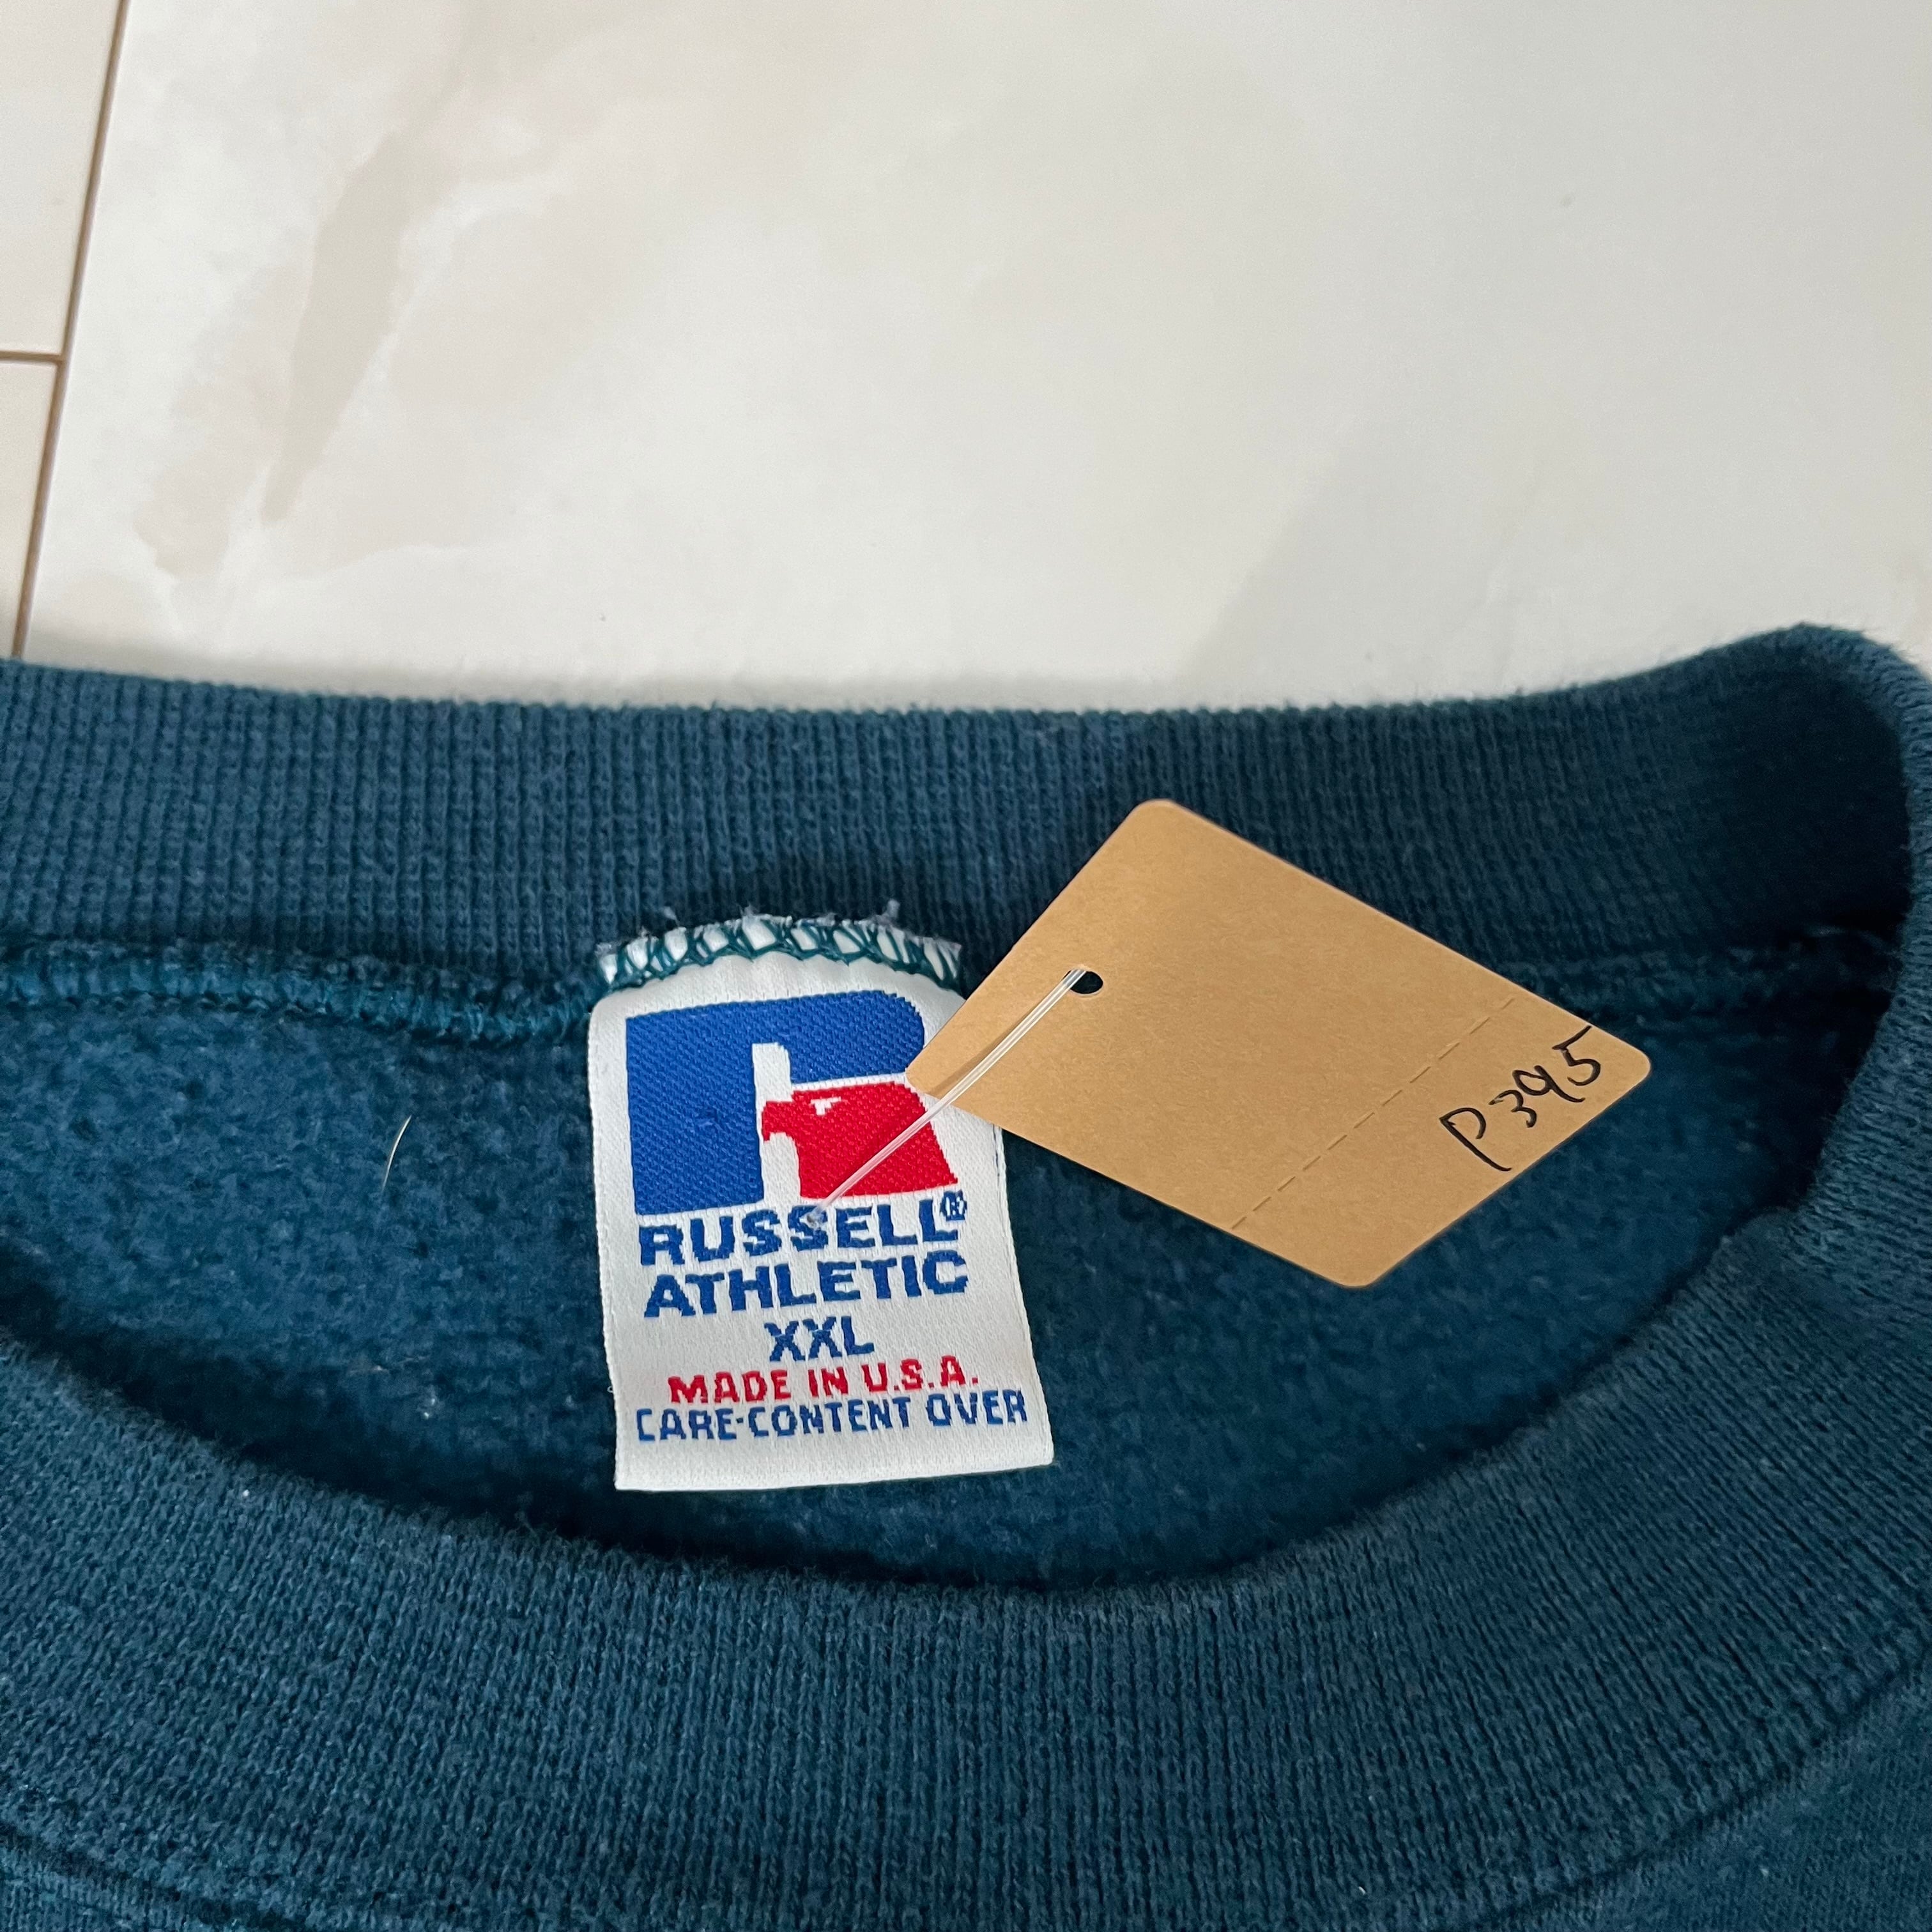 RUSSELL®
ATHLETIC
XXL
MADE IN U.S.A.
CARE-CONTENT OVER
P395